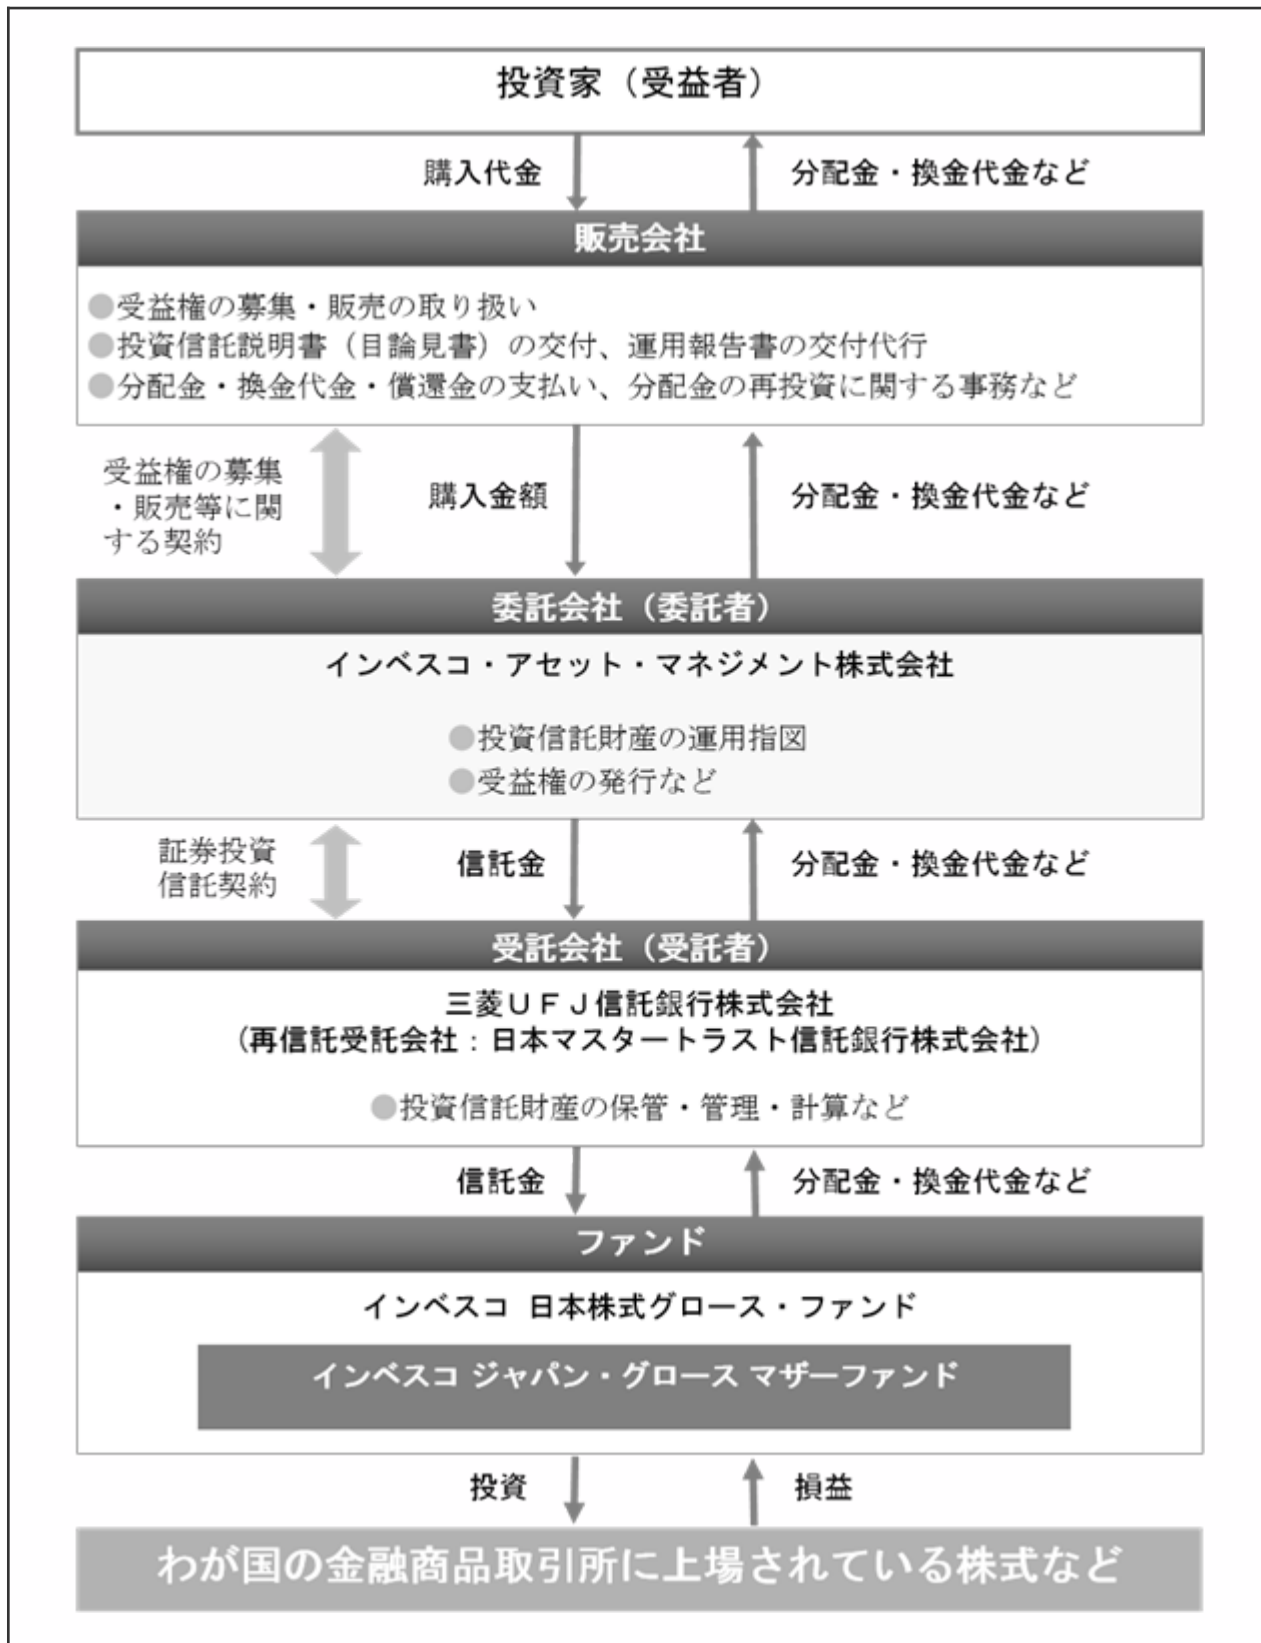 投資家（受益者）
購入代金
分配金・換金代金など
販売会社
●受益権の募集・販売の取り扱い
●投資信託説明書（目論見書）の交付、運用報告書の交付代行
●分配金・換金代金・償還金の支払い、分配金の再投資に関する事務など
受益権の募集
・販売等に関
する契約
購入金額
分配金・換金代金など
委託会社（委託者）
インベスコ・アセット・マネジメント株式会社
●投資信託財産の運用指図
●受益権の発行など
証券投資
信託契約
信託金
分配金・換金代金など
受託会社（受託者）
三菱ＵＦＪ信託銀行株式会社
(再信託受託会社：日本マスタートラスト信託銀行株式会社)
●投資信託財産の保管・管理・計算など
信託金
分配金・換金代金など
ファンド
インベスコ 日本株式グロース・ファンド
インベスコ ジャパン・グロース マザーファンド
投資
損益
わが国の金融商品取引所に上場されている株式など